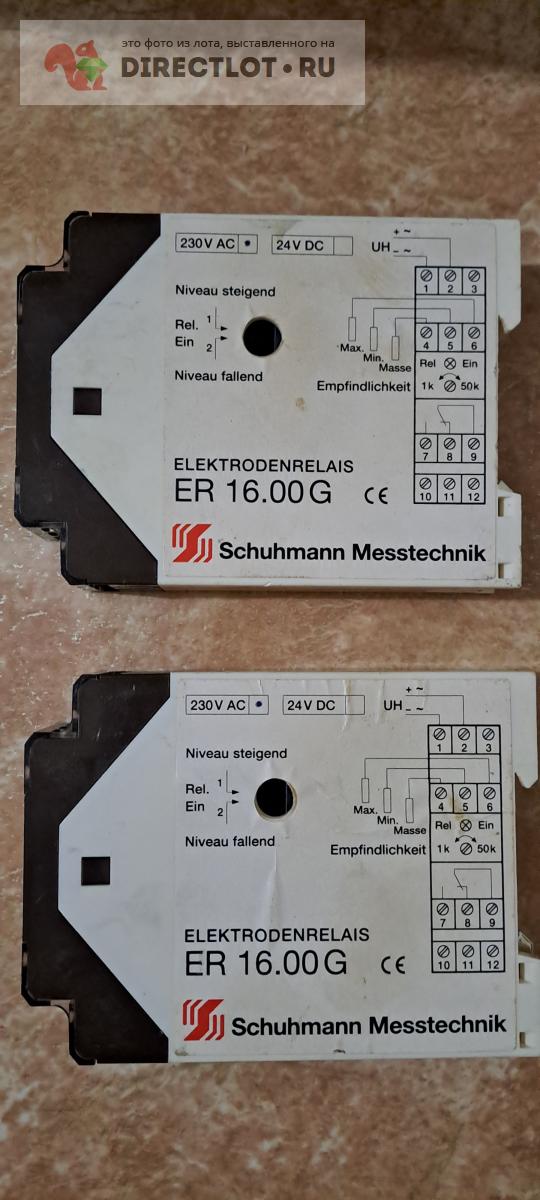 это фото из лота, выставленного на
DIRECTLOT•RU
230V AC • 24V DC
UH
+ ~
- ~
1 2 3
Niveau steigend
Rel. 1
Ein 2
Niveau fallend
Max.
Min.
Masse
4 5 6
Rel Ein
Empfindlichkeit 1k 50k
7 8 9
10 11 12
ELEKTRODENRELAIS
ER 16.00G CE
Schuhmann Messtechnik
230V AC • 24V DC
UH
+ ~
- ~
1 2 3
Niveau steigend
Rel. 1
Ein 2
Niveau fallend
Max.
Min.
Masse
4 5 6
Rel Ein
Empfindlichkeit 1k 50k
7 8 9
10 11 12
ELEKTRODENRELAIS
ER 16.00G CE
Schuhmann Messtechnik